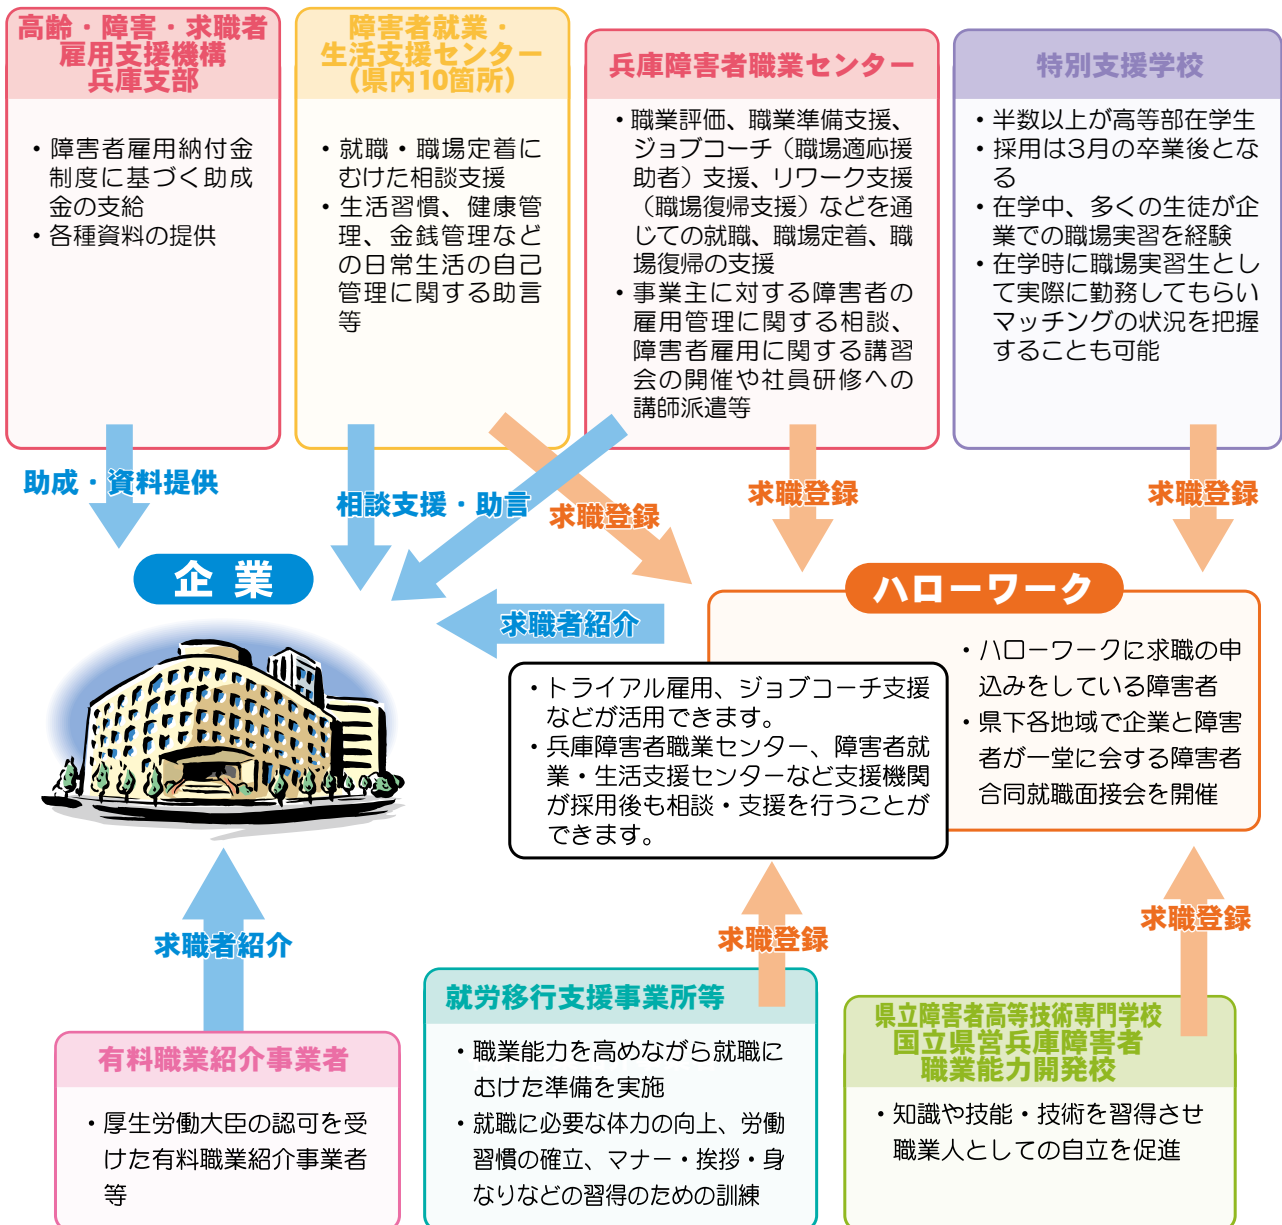 高齢・障害・求職者
雇用支援機構
兵庫支部
・障害者雇用納付金
制度に基づく助成
金の支給
・各種資料の提供
障害者就業・
生活支援センター
(県内10箇所)
・就職・職場定着に
むけた相談支援
・生活習慣、健康管
理、金銭管理など
の日常生活の自己
管理に関する助言
等
兵庫障害者職業センター
・職業評価、職業準備支援、
ジョブコーチ（職場適応援
助者）支援、リワーク支援
（職場復帰支援）などを通
じての就職、職場定着、職
場復帰の支援
・事業主に対する障害者の
雇用管理に関する相談、
障害者雇用に関する講習
会の開催や社員研修への
講師派遣等
特別支援学校
・半数以上が高等部在学生
・採用は3月の卒業後とな
る
・在学中、多くの生徒が企
業での職場実習を経験
・在学時に職場実習生とし
て実際に勤務してもらい
マッチングの状況を把握
することも可能
助成・資料提供
相談支援・助言
求職登録
求職登録
求職登録
企業
ハローワーク
求職者紹介
・ハローワークに求職の申
込みをしている障害者
・県下各地域で企業と障害
者が一堂に会する障害者
合同就職面接会を開催
・トライアル雇用、ジョブコーチ支援
などが活用できます。
・兵庫障害者職業センター、障害者就
業・生活支援センターなど支援機関
が採用後も相談・支援を行うことが
できます。
求職者紹介
求職登録
求職登録
有料職業紹介事業者
・厚生労働大臣の認可を受
けた有料職業紹介事業者
等
就労移行支援事業所等
・職業能力を高めながら就職に
むけた準備を実施
・就職に必要な体力の向上、労働
習慣の確立、マナー・挨拶・身
なりなどの習得のための訓練
県立障害者高等技術専門学校
国立県営兵庫障害者
職業能力開発校
・知識や技能・技術を習得させ
職業人としての自立を促進